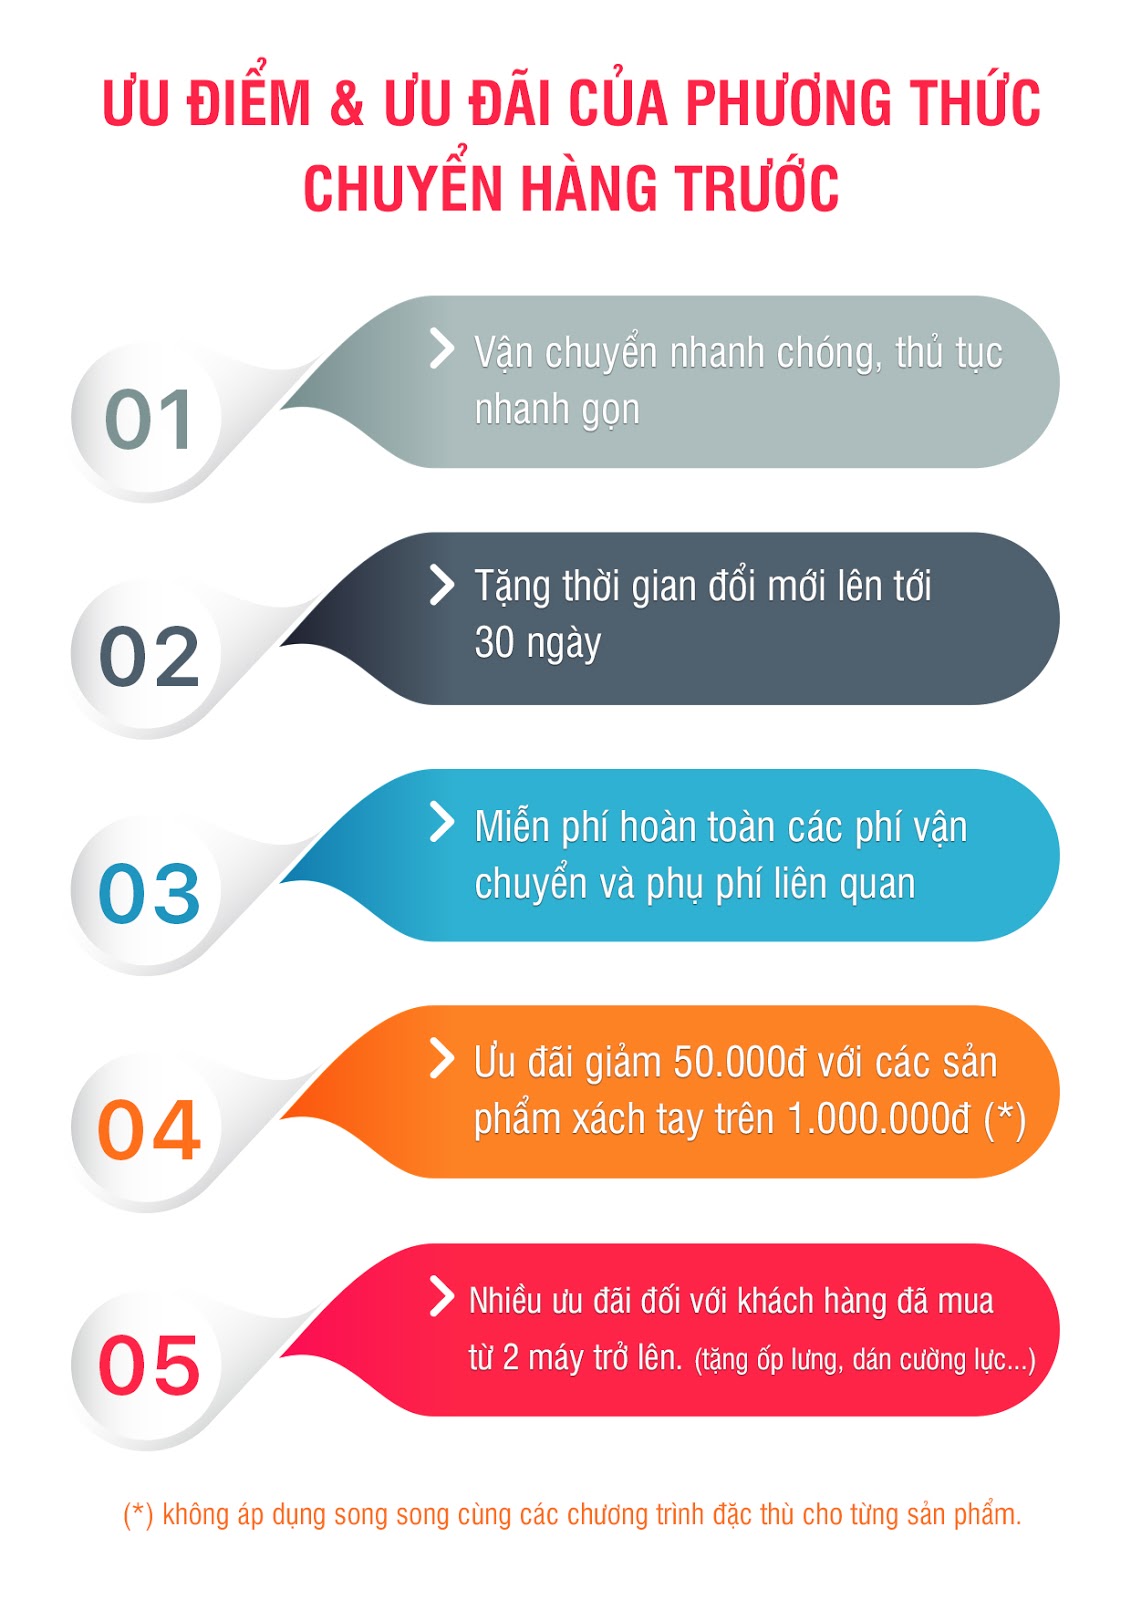 ƯU ĐIỂM & ƯU ĐÃI CỦA PHƯƠNG THỨC
CHUYỂN HÀNG TRƯỚC
01
Vận chuyển nhanh chóng, thủ tục
nhanh gọn
02
Tặng thời gian đổi mới lên tới
30 ngày
03
Miễn phí hoàn toàn các phí vận
chuyển và phụ phí liên quan
04
Ưu đãi giảm 50.000đ với các sản
phẩm xách tay trên 1.000.000đ (*)
05
Nhiều ưu đãi đối với khách hàng đã mua
từ 2 máy trở lên. (tặng ốp lưng, dán cường lực...)
(*) không áp dụng song song cùng các chương trình đặc thù cho từng sản phẩm.